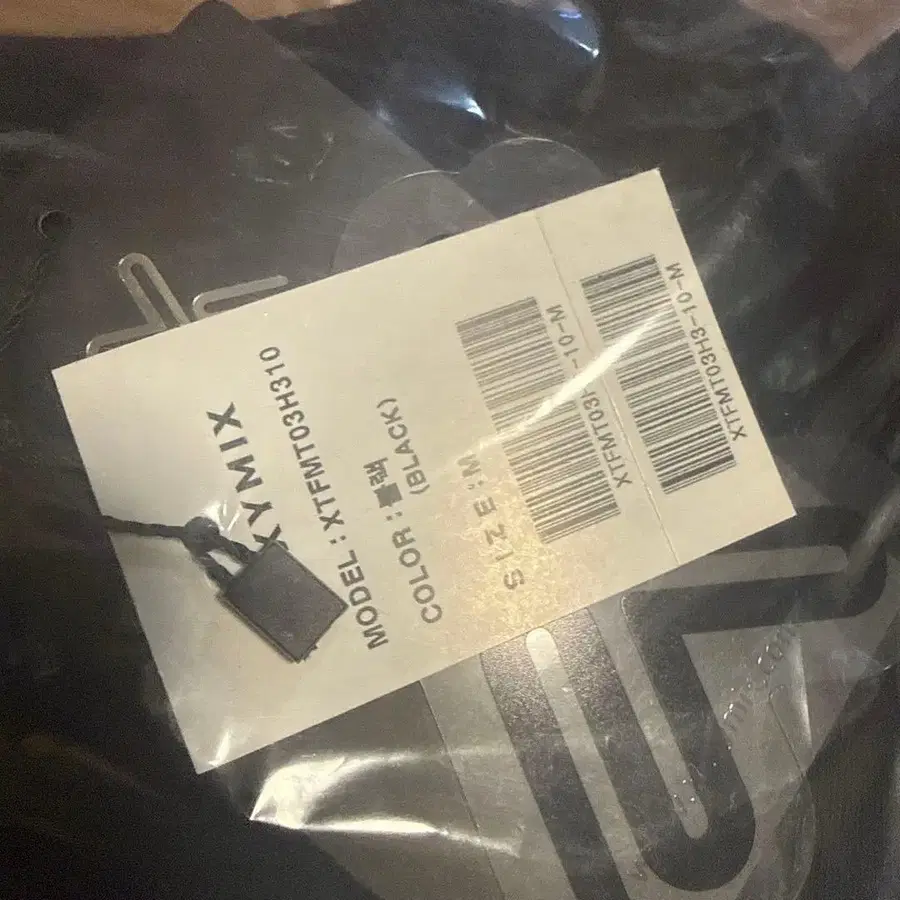 XYMIX
MODEL : XTFMT03H310
COLOR : 블랙
(BLACK)
SIZE : M
XTFMT03H3-10-M